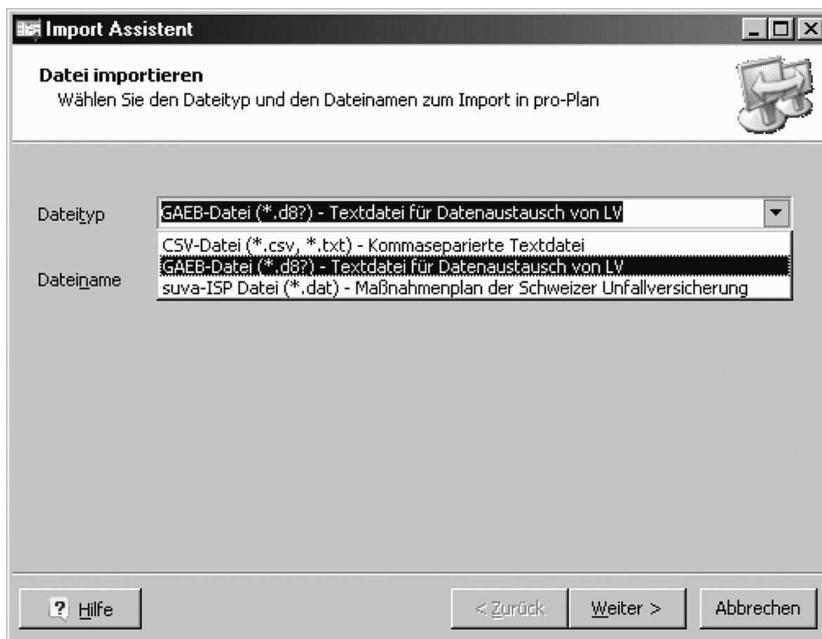 Import Assistent
Datei importieren
Wählen Sie den Dateityp und den Dateinamen zum Import in pro-Plan
Dateityp
GAEB-Datei (*.d8?) - Textdatei für Datenaustausch von LV
CSV-Datei (*.csv, *.txt) - Kommaseparierte Textdatei
GAEB-Datei (*.d8?) - Textdatei für Datenaustausch von LV
Dateiname
suva-ISP Datei (*.dat) - Maßnahmenplan der Schweizer Unfallversicherung
? Hilfe
< Zurück
Weiter >
Abbrechen